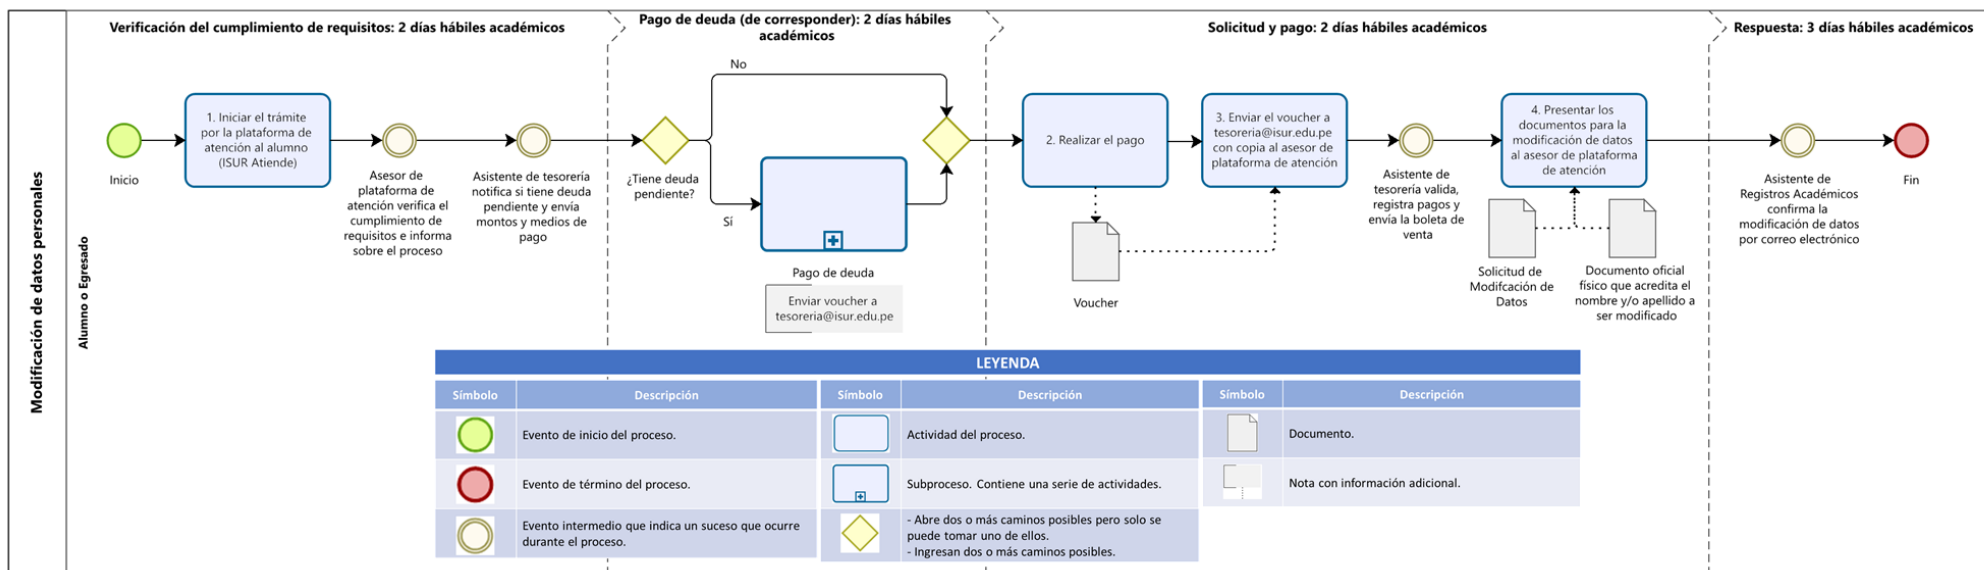 Modificación de datos personales
Alumno o Egresado
Verificación del cumplimiento de requisitos: 2 días hábiles académicos
Pago de deuda (de corresponder): 2 días hábiles
académicos
Solicitud y pago: 2 días hábiles académicos
Respuesta: 3 días hábiles académicos
Inicio
1. Iniciar el trámite
por la plataforma de
atención al alumno
(ISUR Atiende)
Asesor de
plataforma de
atención verifica el
cumplimiento de
requisitos e informa
sobre el proceso
Asistente de tesorería
notifica si tiene deuda
pendiente y envía
montos y medios de
pago
¿Tiene deuda
pendiente?
No
Sí
Pago de deuda
Enviar voucher a
tesoreria@isur.edu.pe
2. Realizar el pago
Voucher
3. Enviar el voucher a
tesoreria@isur.edu.pe
con copia al asesor de
plataforma de atención
Asistente de
tesorería valida,
registra pagos y
envía la boleta de
venta
4. Presentar los
documentos para la
modificación de datos
al asesor de plataforma
de atención
Solicitud de
Modifcación de
Datos
Documento oficial
físico que acredita el
nombre y/o apellido a
ser modificado
Asistente de
Registros Académicos
confirma la
modificación de datos
por correo electrónico
Fin
LEYENDA
Símbolo
Descripción
Símbolo
Descripción
Símbolo
Descripción
Evento de inicio del proceso.
Actividad del proceso.
Documento.
Evento de término del proceso.
Subproceso. Contiene una serie de actividades.
Nota con información adicional.
Evento intermedio que indica un suceso que ocurre
durante el proceso.
- Abre dos o más caminos posibles pero solo se
puede tomar uno de ellos.
- Ingresan dos o más caminos posibles.